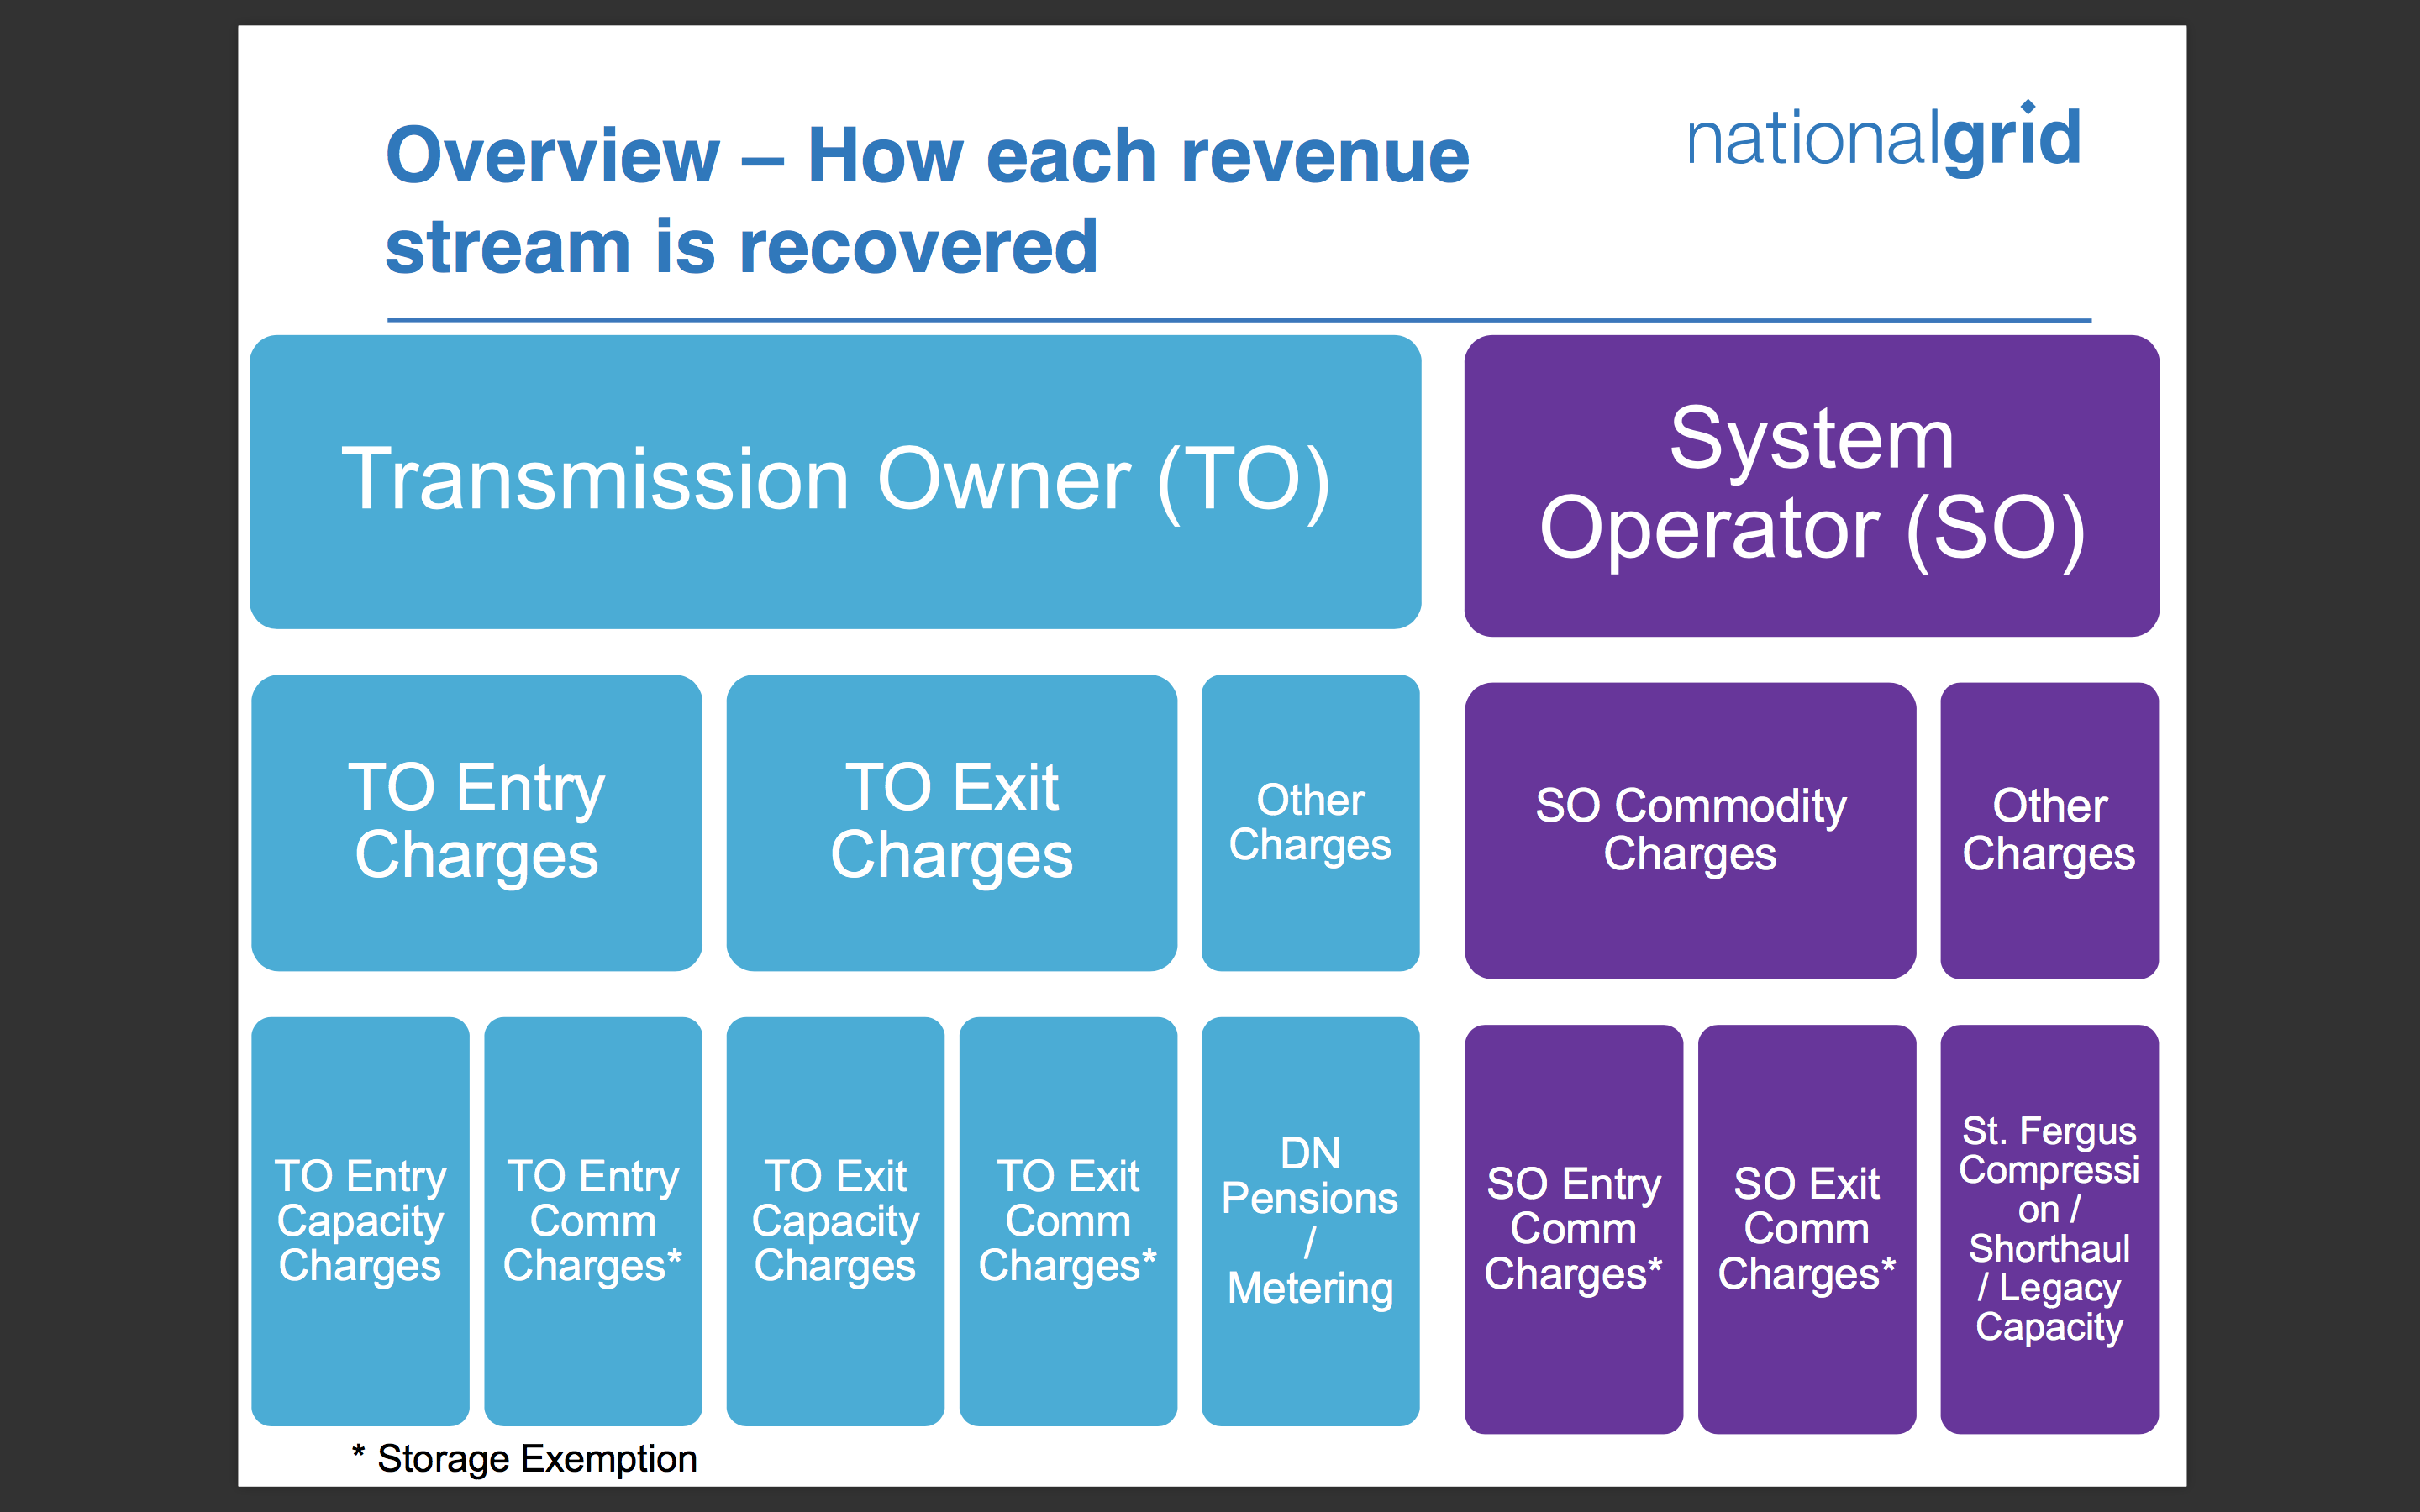 Overview – How each revenue
stream is recovered
nationalgrid
Transmission Owner (TO)
System
Operator (SO)
TO Entry
Charges
TO Exit
Charges
Other
Charges
SO Commodity
Charges
Other
Charges
TO Entry
Capacity
Charges
TO Entry
Comm
Charges*
TO Exit
Capacity
Charges
TO Exit
Comm
Charges*
DN
Pensions
/
Metering
SO Entry
Comm
Charges*
SO Exit
Comm
Charges*
St. Fergus
Compressi
on /
Shorthaul
/ Legacy
Capacity
* Storage Exemption